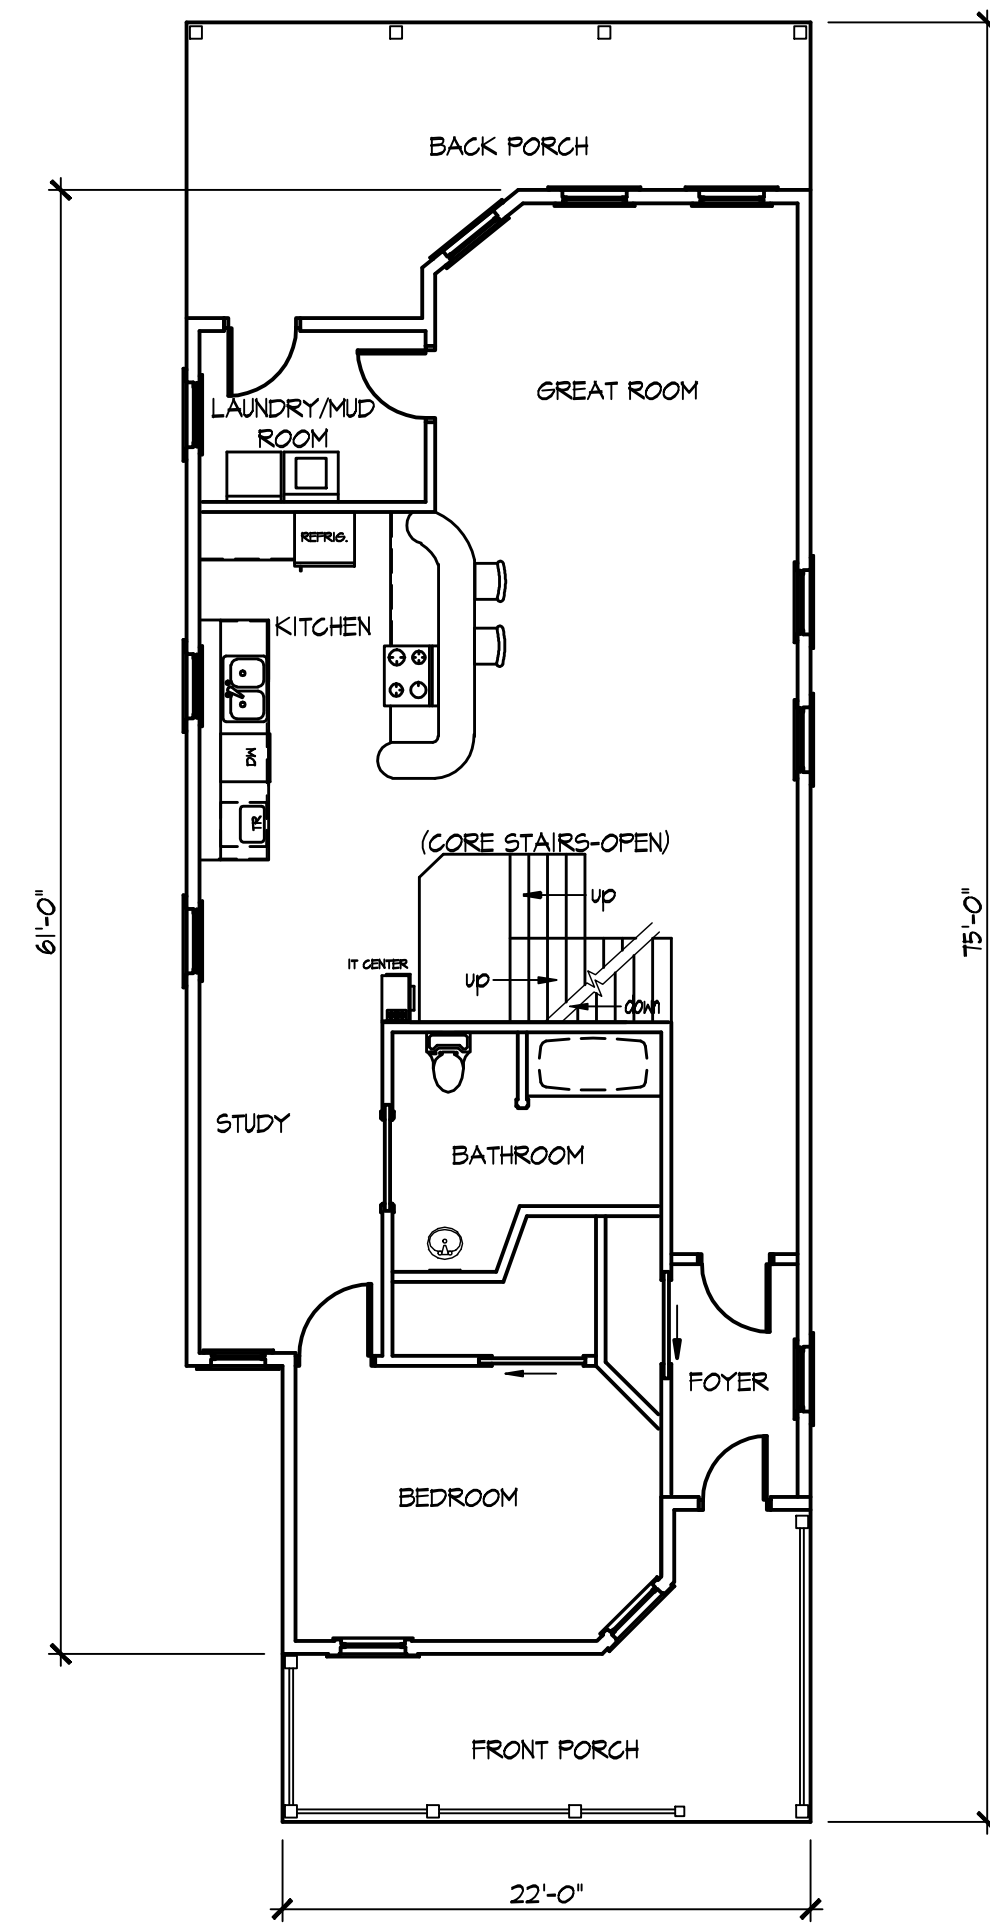 BACK PORCH
GREAT ROOM
LAUNDRY/MUD
ROOM
REFRIG.
KITCHEN
TR
(CORE STAIRS-OPEN)
up
61'-0"
75'-0"
IT CENTER
up
down
STUDY
BATHROOM
FOYER
BEDROOM
FRONT PORCH
22'-0"